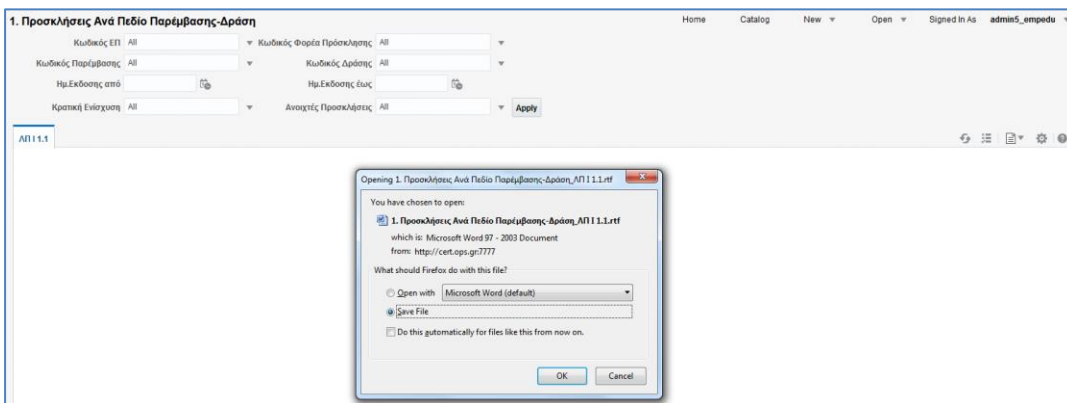 1. Προσκλήσεις Ανά Πεδίο Παρέμβασης-Δράση Home Catalog New Open Signed In As admin5_empedu
Κωδικός ΕΠ All Κωδικός Φορέα Πρόσκλησης All
Κωδικός Παρέμβασης All Κωδικός Δράσης All
Ημ.Εκδοσης από Ημ.Εκδοσης έως
Κρατική Ενίσχυση All Ανοιχτές Προσκλήσεις All Apply
ΛΠ Ι 1.1
Opening 1. Προσκλήσεις Ανά Πεδίο Παρέμβασης-Δράση_ΛΠ Ι 1.1.rtf
You have chosen to open:
1. Προσκλήσεις Ανά Πεδίο Παρέμβασης-Δράση_ΛΠ Ι 1.1.rtf
which is: Microsoft Word 97 - 2003 Document
from: http://cert.ops.gr:7777
What should Firefox do with this file?
Open with Microsoft Word (default)
Save File
Do this automatically for files like this from now on.
OK Cancel